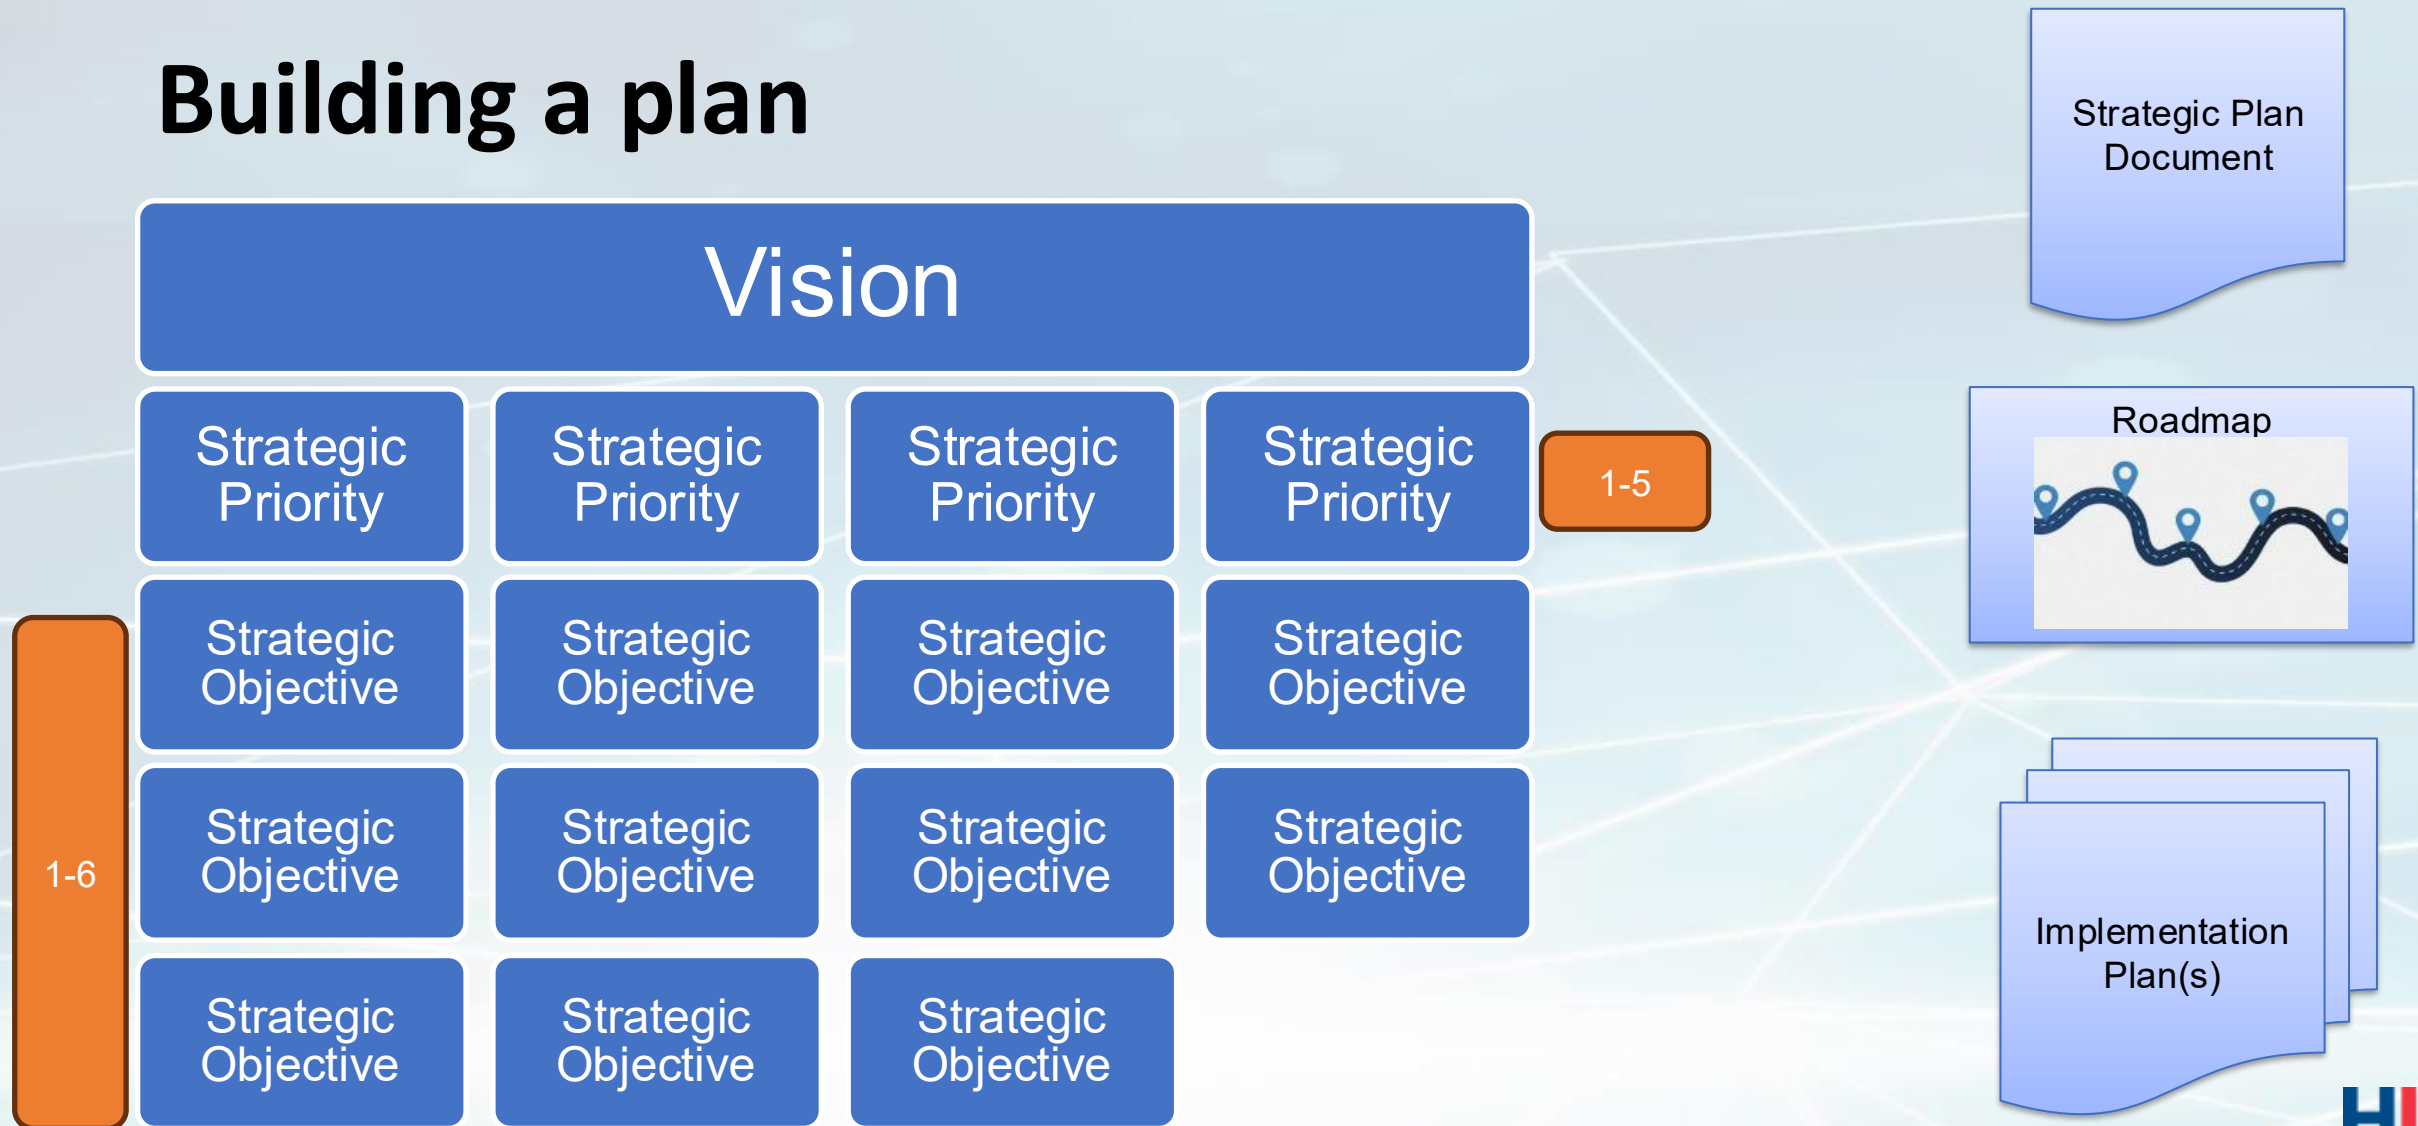 Building a plan
Strategic Plan
Document
Vision
Strategic
Priority
Strategic
Priority
Strategic
Priority
Strategic
Priority
1-5
Roadmap
1-6
Strategic
Objective
Strategic
Objective
Strategic
Objective
Strategic
Objective
Strategic
Objective
Strategic
Objective
Strategic
Objective
Strategic
Objective
Strategic
Objective
Strategic
Objective
Strategic
Objective
Implementation
Plan(s)